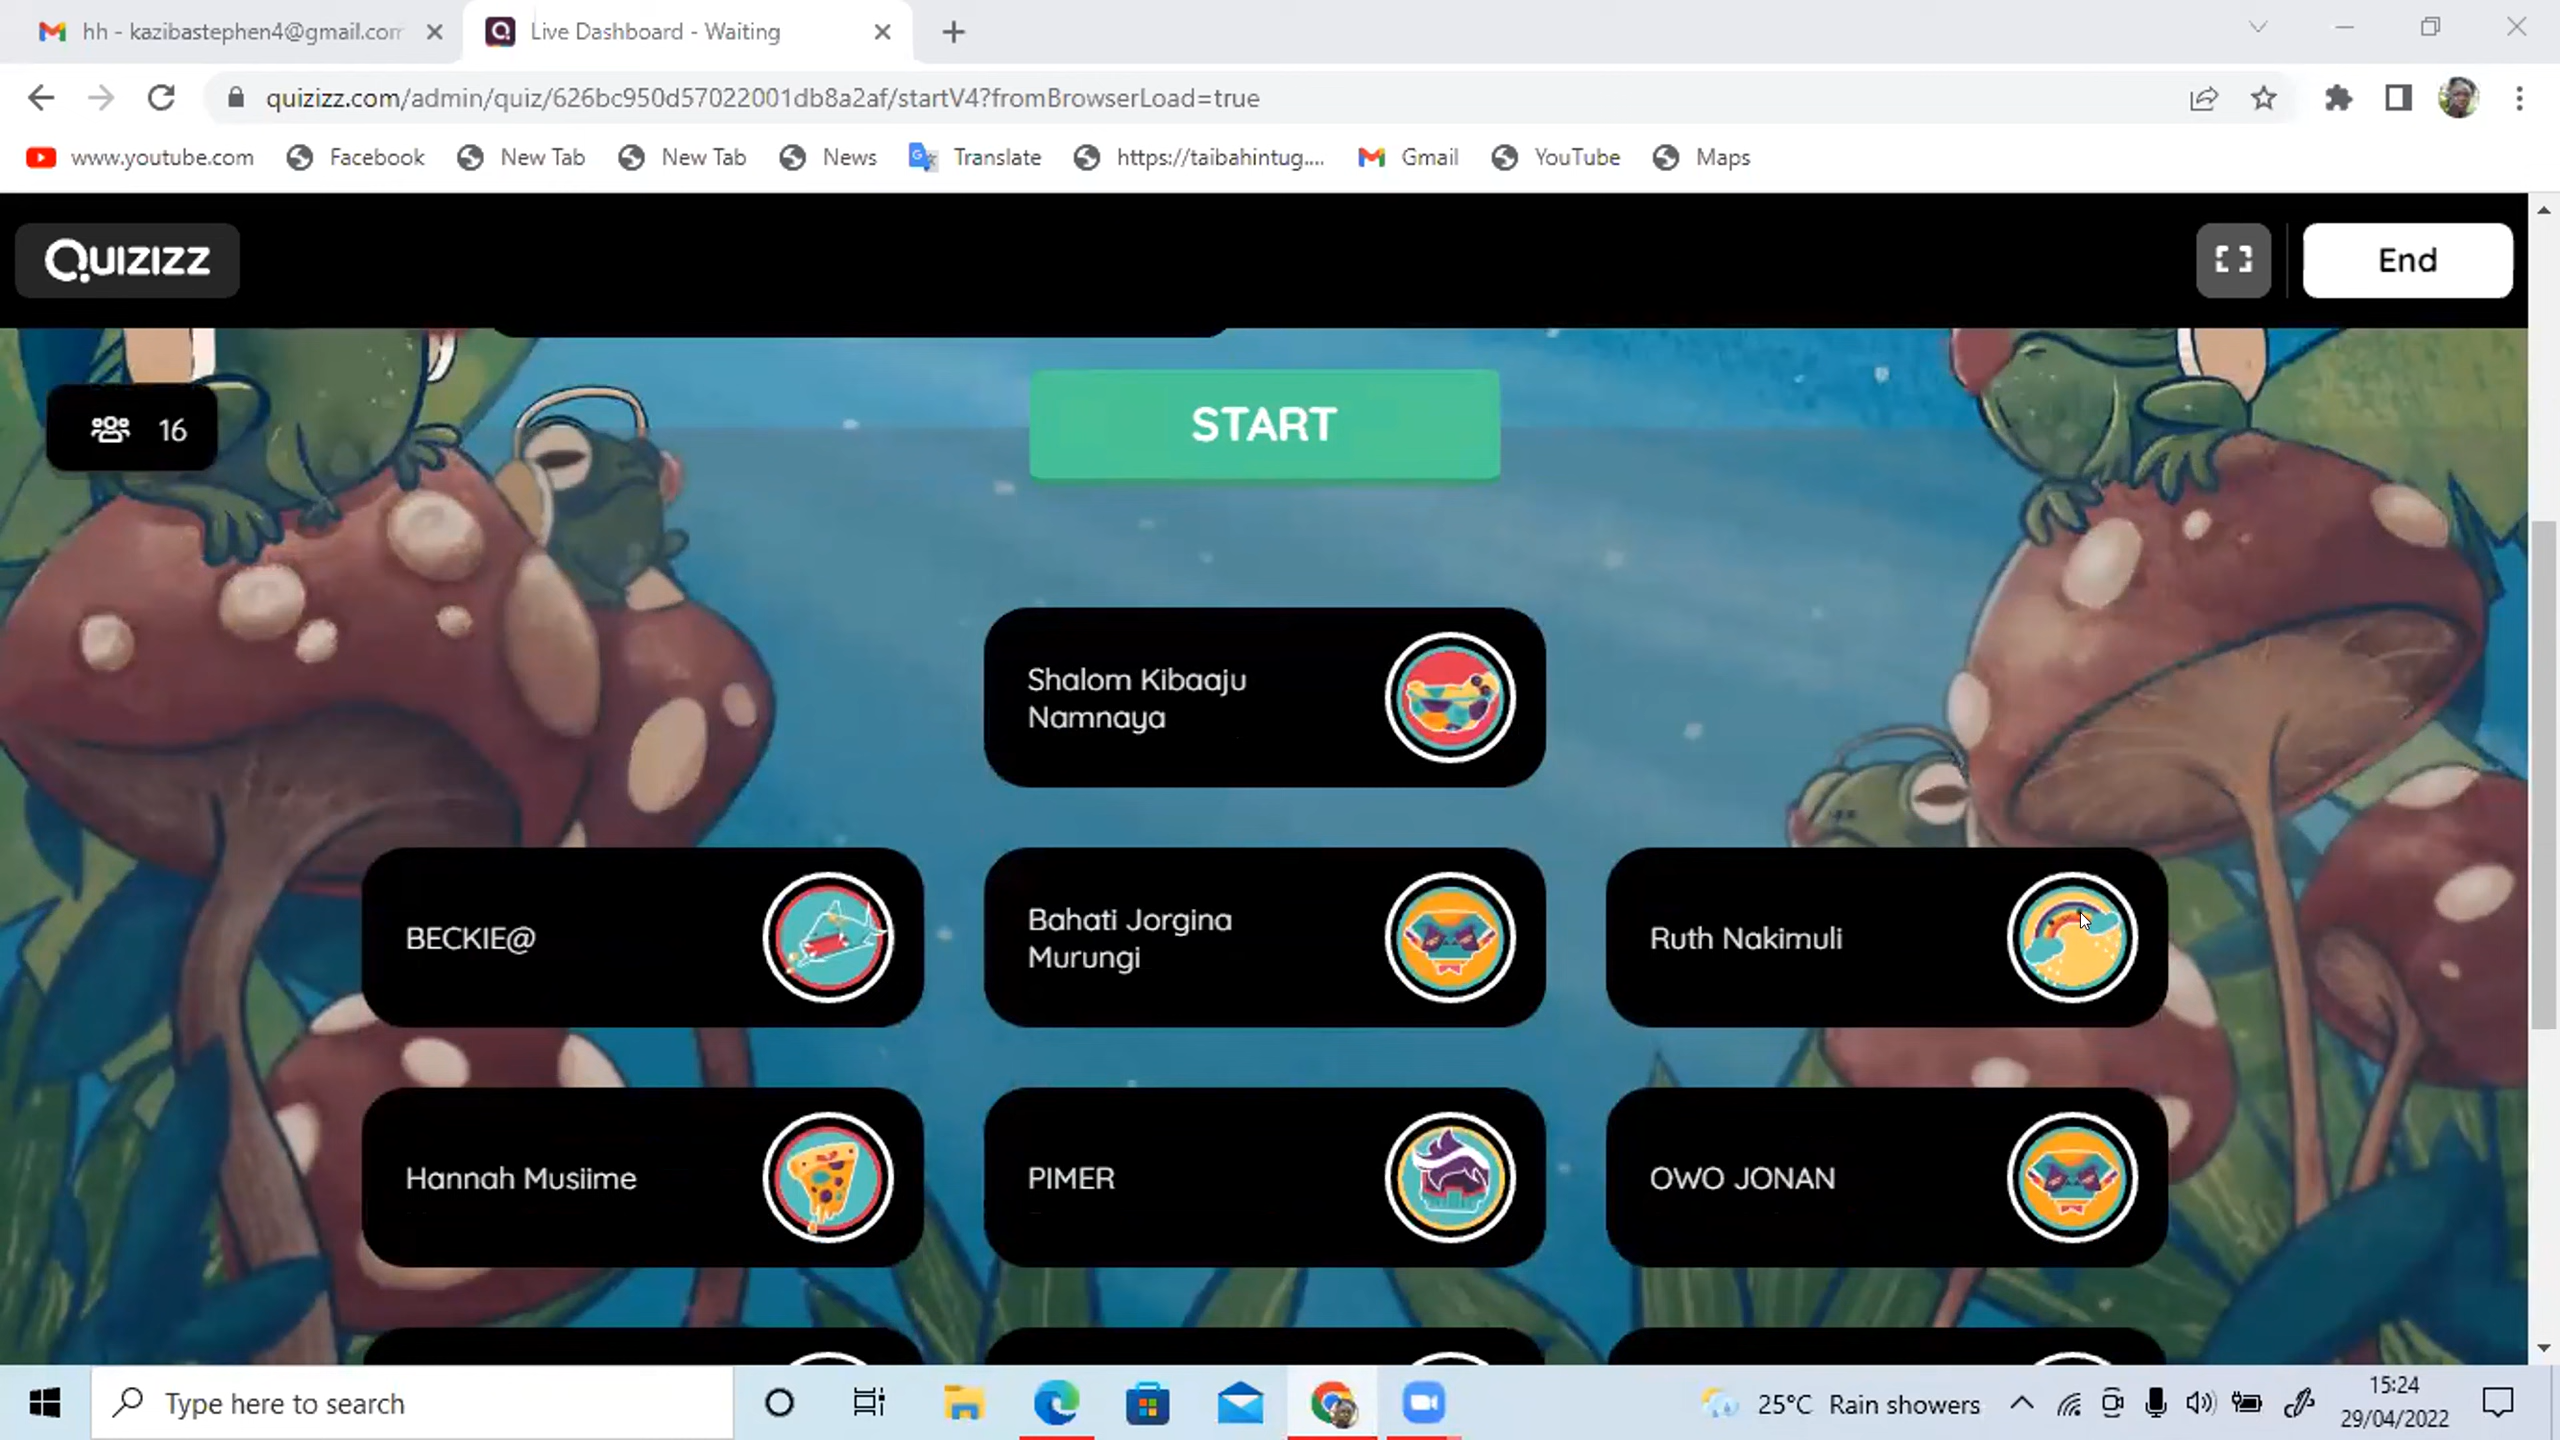 hh - kazibastephen4@gmail.com
Live Dashboard - Waiting
quizizz.com/admin/quiz/626bc950d57022001db8a2af/startV4?fromBrowserLoad=true
www.youtube.com Facebook New Tab New Tab News Translate https://taibahintug.... Gmail YouTube Maps
QUIZIZZ
End
16
START
Shalom Kibaaju
Namnaya
BECKIE@
Bahati Jorgina
Murungi
Ruth Nakimuli
Hannah Musiime
PIMER
OWO JONAN
Type here to search
25°C Rain showers
15:24
29/04/2022